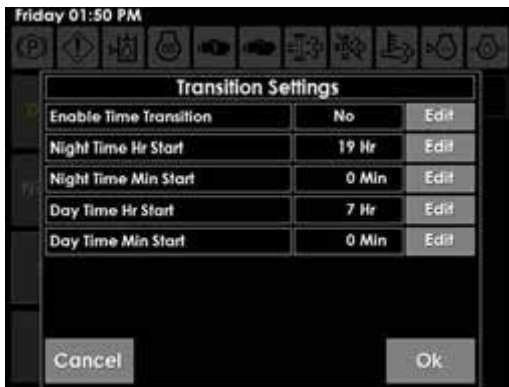 Friday 01:50 PM
Transition Settings
Enable Time Transition No Edit
Night Time Hr Start 19 Hr Edit
Night Time Min Start 0 Min Edit
Day Time Hr Start 7 Hr Edit
Day Time Min Start 0 Min Edit
Cancel Ok